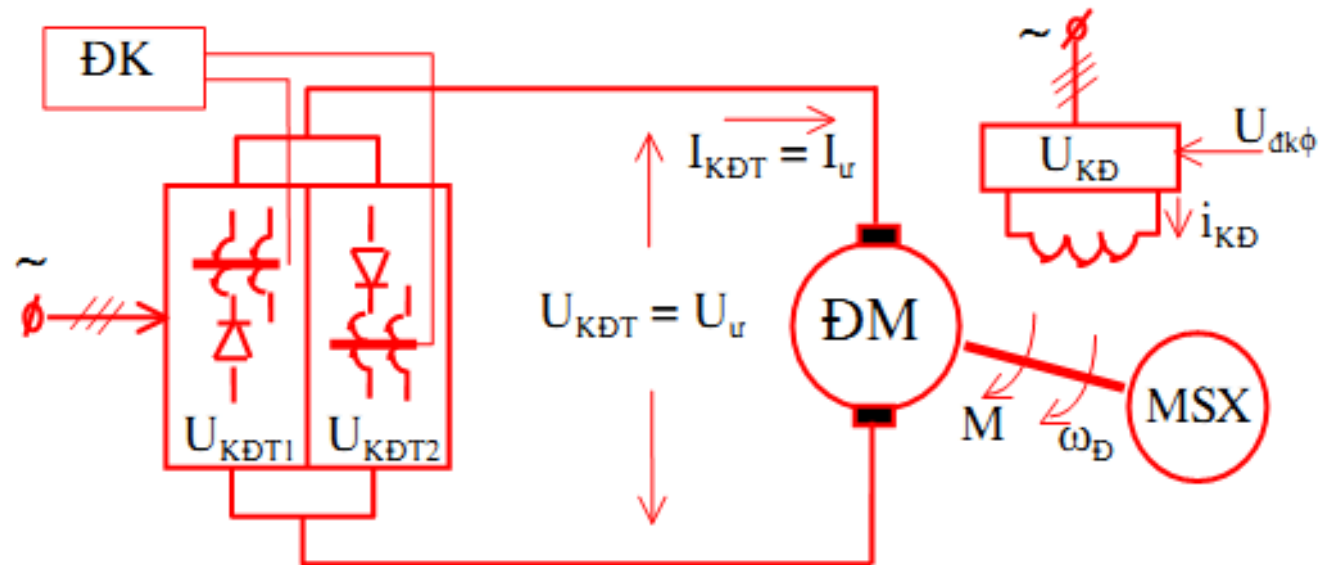 ~
ĐK
I_KĐT = I_ư
U_KĐ
U_đkϕ
i_KĐ
~
U_KĐT = U_ư
ĐM
M
ω_Đ
MSX
U_KĐT1
U_KĐT2